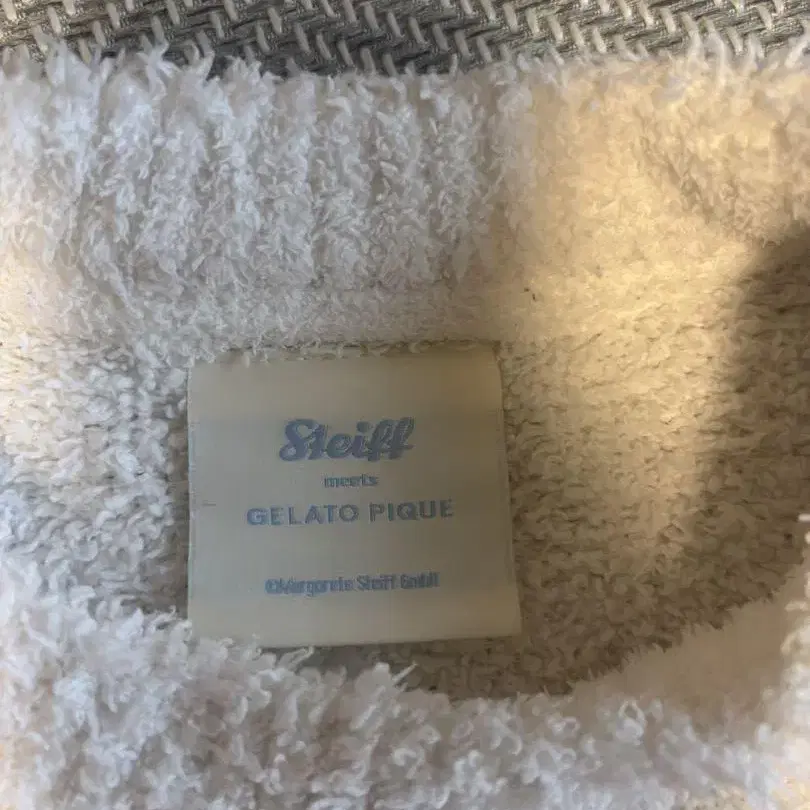 Steiff
meets
GELATO PIQUE
©Margarete Steiff GmbH